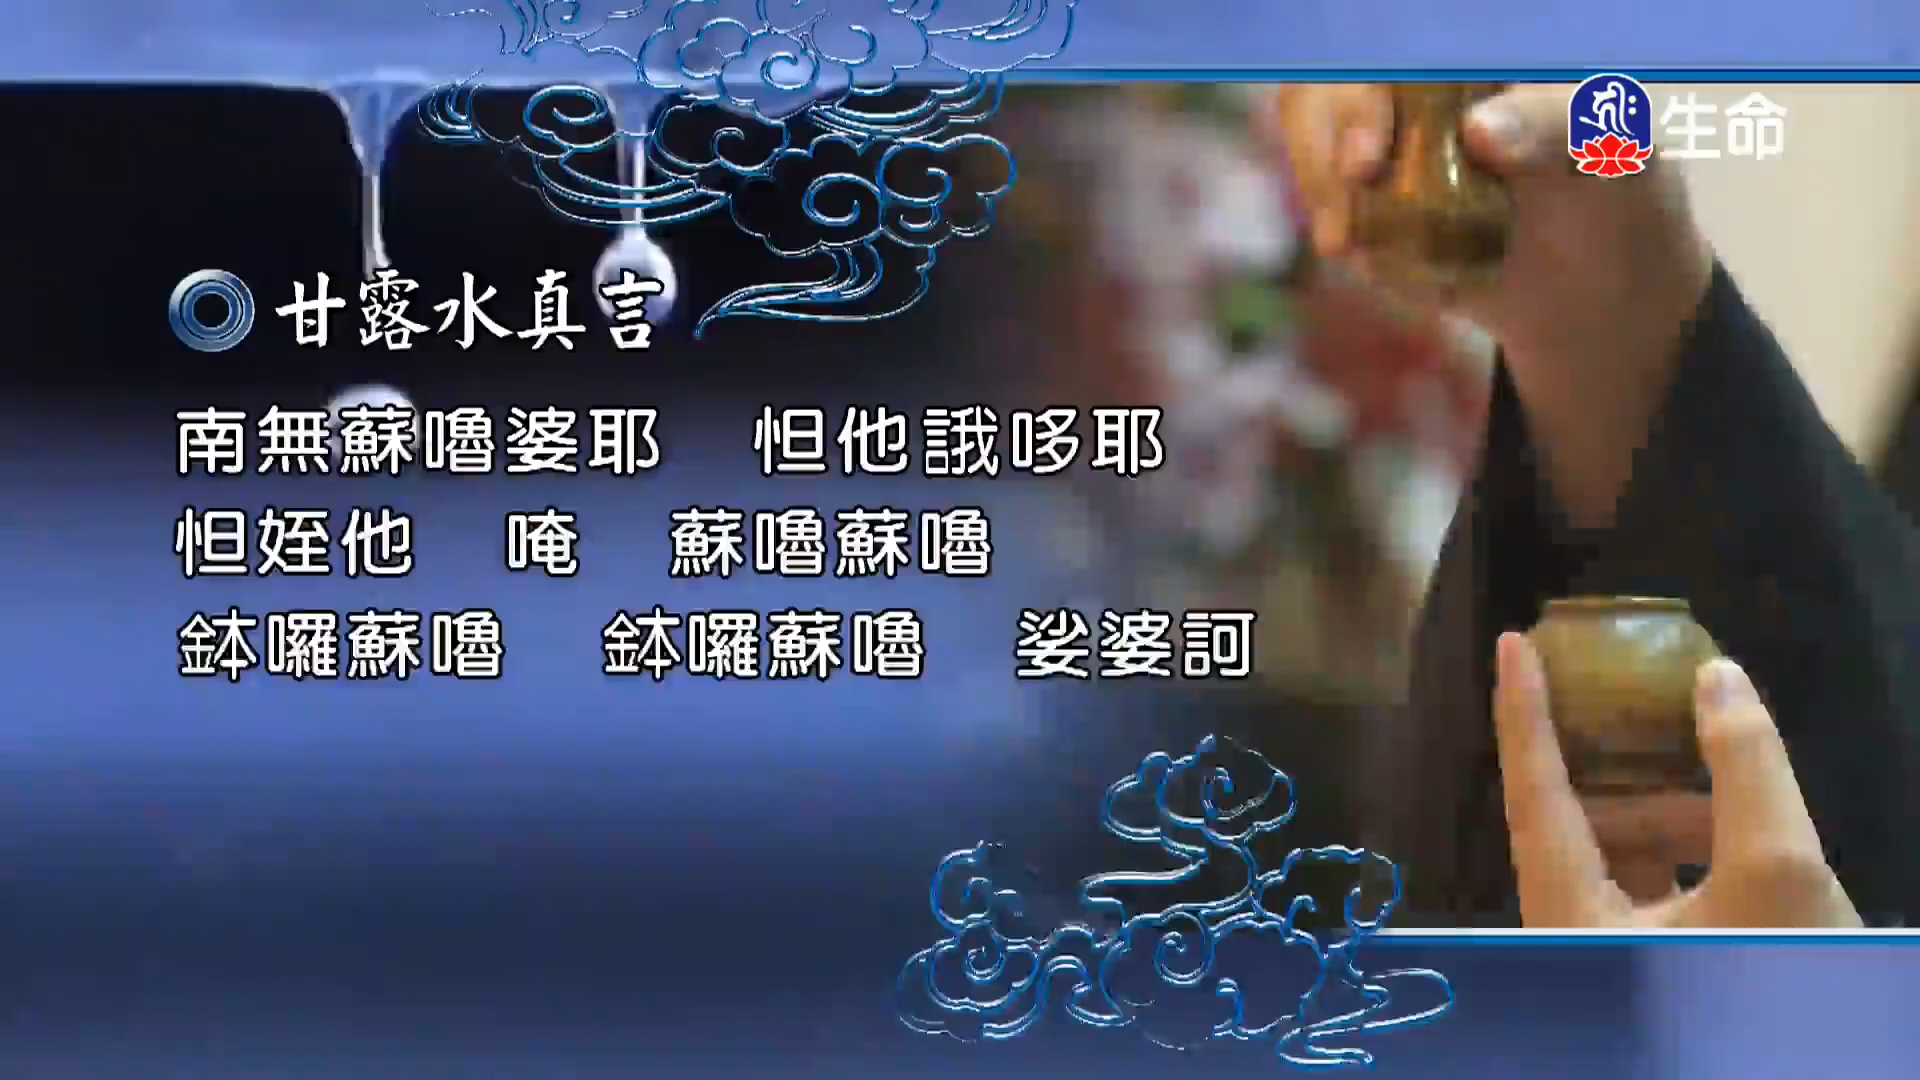 生命
甘露水真言
南無蘇嚕婆耶　怛他誐哆耶
怛姪他　唵　蘇嚕蘇嚕
鉢囉蘇嚕　鉢囉蘇嚕　娑婆訶